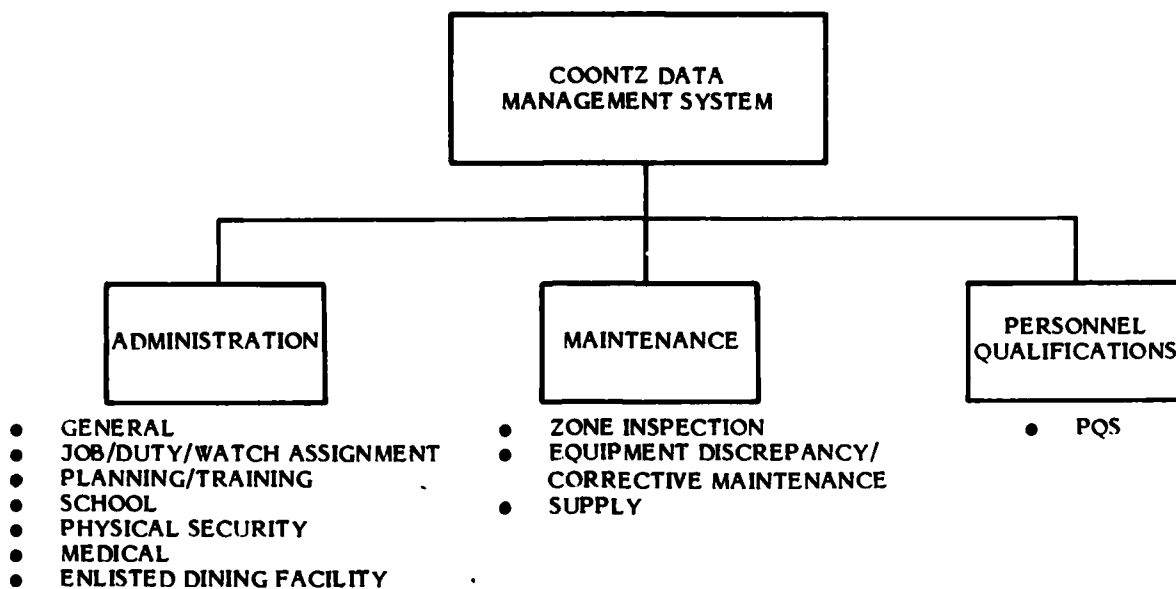 COONTZ DATA
MANAGEMENT SYSTEM
ADMINISTRATION
MAINTENANCE
PERSONNEL
QUALIFICATIONS
• GENERAL
• JOB/DUTY/WATCH ASSIGNMENT
• PLANNING/TRAINING
• SCHOOL
• PHYSICAL SECURITY
• MEDICAL
• ENLISTED DINING FACILITY
• ZONE INSPECTION
• EQUIPMENT DISCREPANCY/
CORRECTIVE MAINTENANCE
• SUPPLY
• PQS